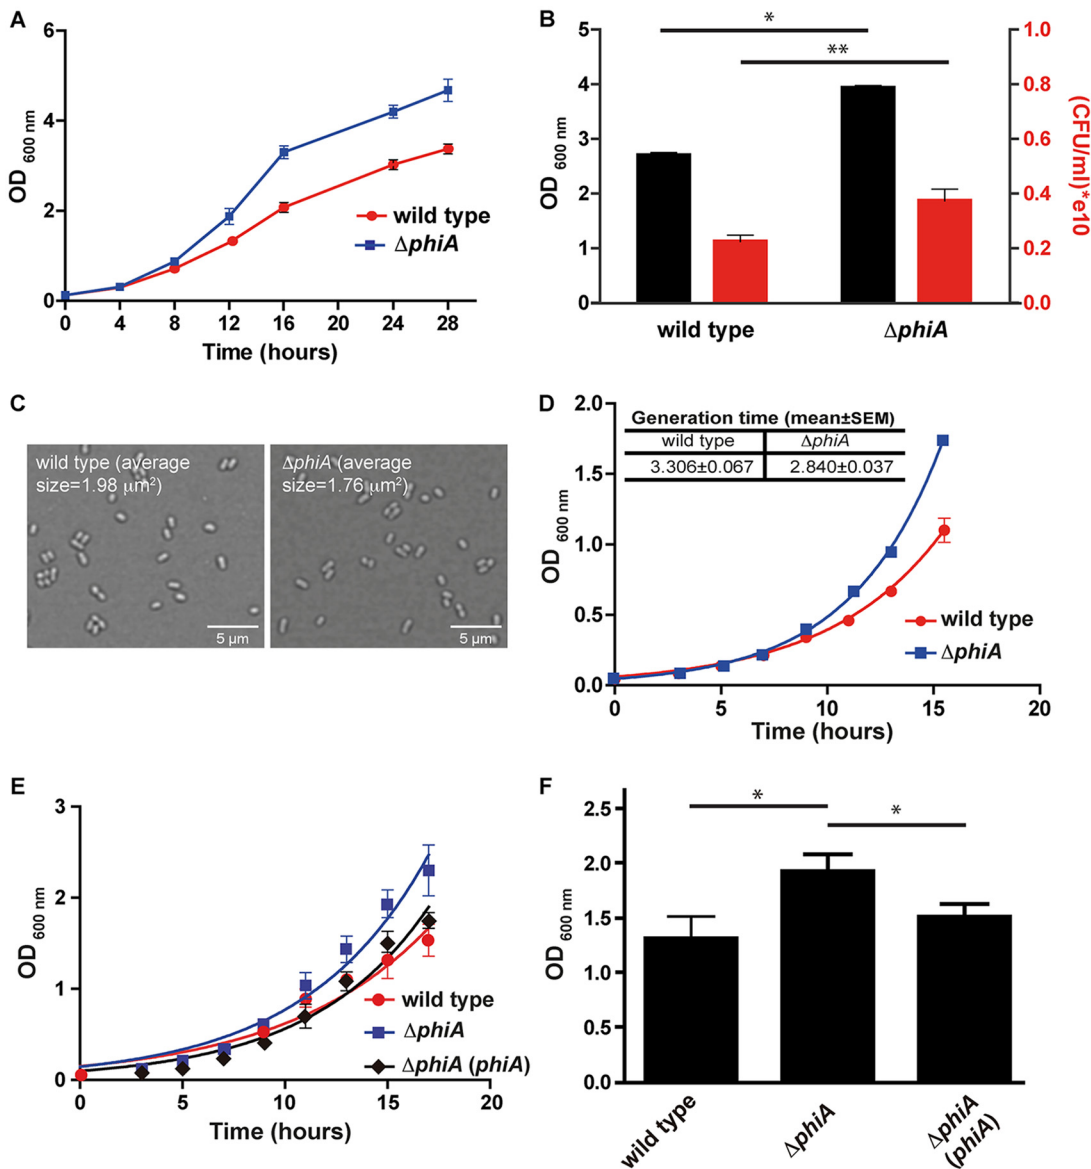 A
6
4
2
0
OD 600 nm
0 4 8 12 16 20 24 28
Time (hours)
wild type
ΔphiA
B
*
**
5
4
3
2
1
0
OD 600 nm
1.0
0.8
0.6
0.4
0.2
0.0
(CFU/ml)*e10
wild type ΔphiA
C
wild type (average
size=1.98 µm²)
5 µm
ΔphiA (average
size=1.76 µm²)
5 µm
D
2.0
1.5
1.0
0.5
0.0
OD 600 nm
Generation time (mean±SEM)
wild type ΔphiA
3.306±0.067 2.840±0.037
wild type
ΔphiA
0 5 10 15 20
Time (hours)
E
3
2
1
0
OD 600 nm
wild type
ΔphiA
ΔphiA (phiA)
0 5 10 15 20
Time (hours)
F
*
*
2.5
2.0
1.5
1.0
0.5
0.0
OD 600 nm
wild type
ΔphiA
ΔphiA
(phiA)